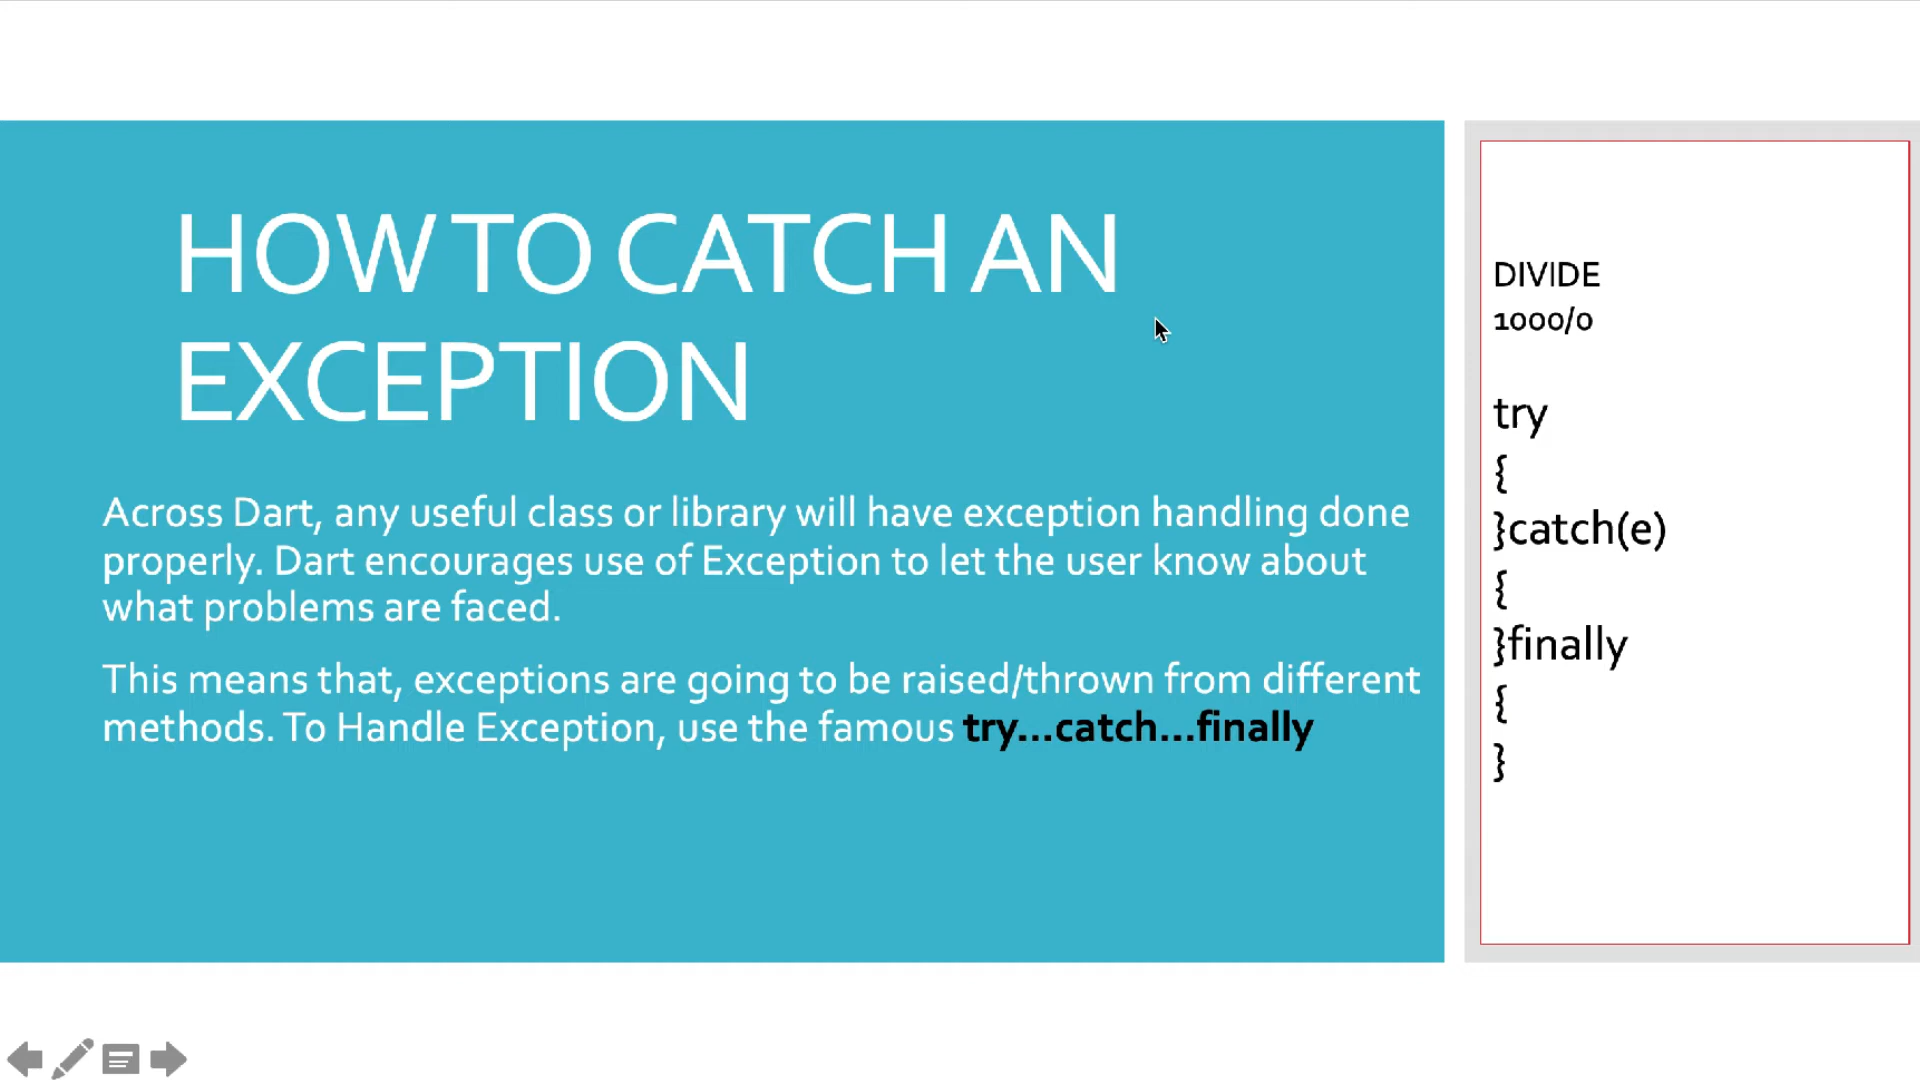 HOW TO CATCH AN
EXCEPTION
Across Dart, any useful class or library will have exception handling done
properly. Dart encourages use of Exception to let the user know about
what problems are faced.
This means that, exceptions are going to be raised/thrown from different
methods. To Handle Exception, use the famous try...catch...finally
DIVIDE
1000/0
try
{
}catch(e)
{
}finally
{
}